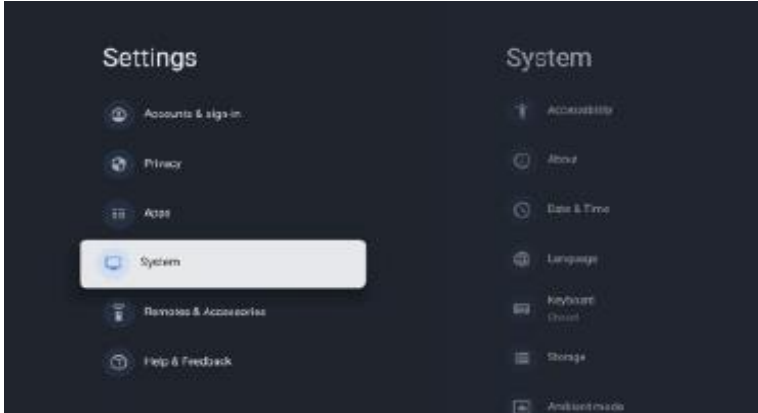 Settings
Accounts & sign-in
Privacy
Apps
System
Remotes & Accessories
Help & Feedback
System
Accessibility
About
Date & Time
Language
Keyboard
Storage
Ambient mode